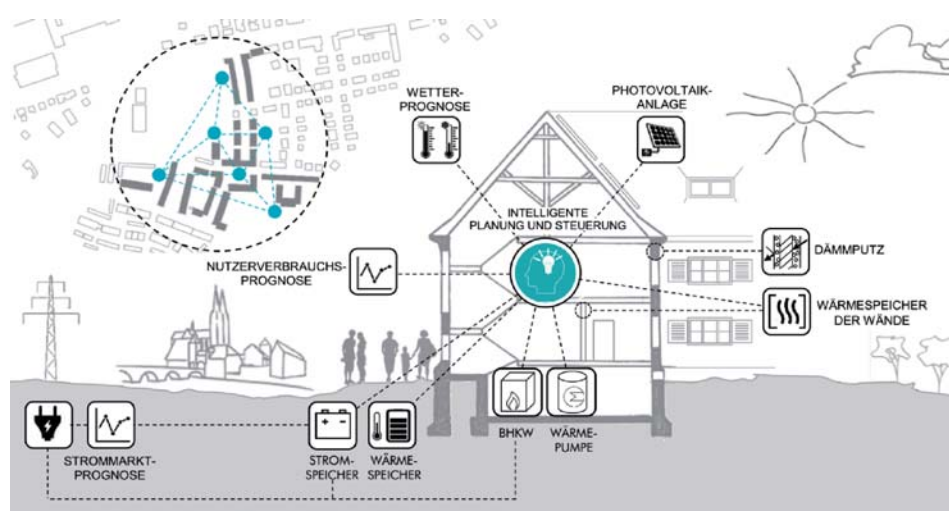 WETTER-
PROGNOSE
PHOTOVOLTAIK-
ANLAGE
INTELLIGENTE
PLANUNG UND STEUERUNG
DÄMMPUTZ
NUTZERVERBRAUCHS-
PROGNOSE
WÄRMESPEICHER
DER WÄNDE
STROMMARKT-
PROGNOSE
STROM-
SPEICHER
WÄRME-
SPEICHER
BHKW
WÄRME-
PUMPE